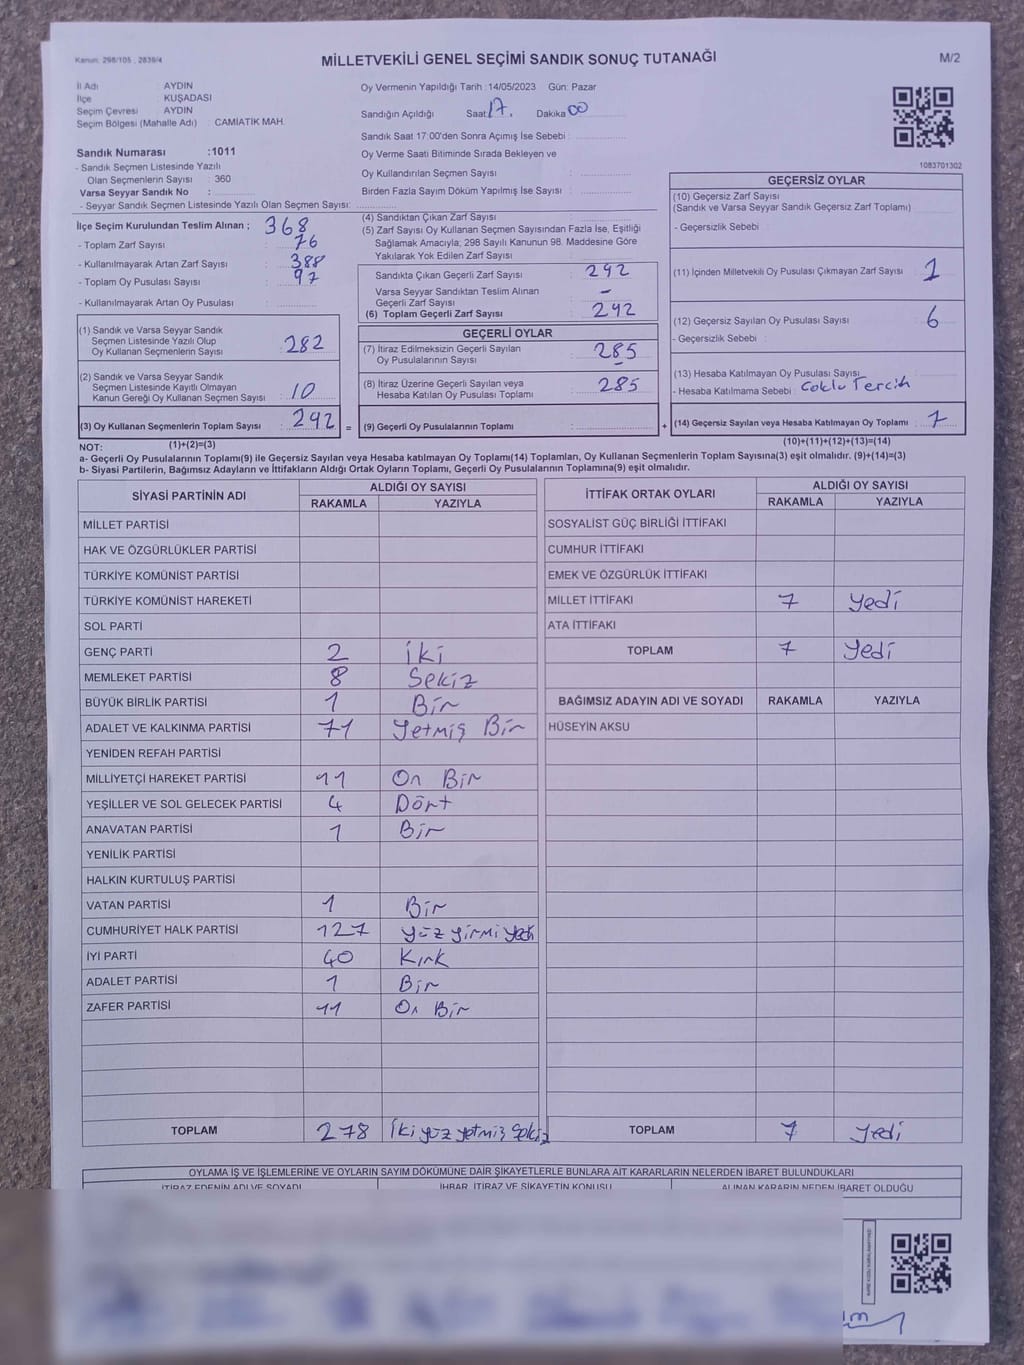 Kanun: 298/105 , 2839/4
MİLLETVEKİLİ GENEL SEÇİMİ SANDIK SONUÇ TUTANAĞI
M/2
İl Adı : AYDIN
İlçe : KUŞADASI
Seçim Çevresi : AYDIN
Seçim Bölgesi (Mahalle Adı) : CAMİATİK MAH.
Sandık Numarası :1011
- Sandık Seçmen Listesinde Yazılı
Olan Seçmenlerin Sayısı : 360
Varsa Seyyar Sandık No :
- Seyyar Sandık Seçmen Listesinde Yazılı Olan Seçmen Sayısı:
Oy Vermenin Yapıldığı Tarih : 14/05/2023 Gün: Pazar
Sandığın Açıldığı Saat 17. Dakika 00
Sandık Saat 17:00'den Sonra Açımış İse Sebebi :
Oy Verme Saati Bitiminde Sırada Bekleyen ve
Oy Kullandırılan Seçmen Sayısı :
Birden Fazla Sayım Döküm Yapılmış İse Sayısı :
1083701302
İlçe Seçim Kurulundan Teslim Alınan ; 368
- Toplam Zarf Sayısı : 76
- Kullanılmayarak Artan Zarf Sayısı : 388
- Toplam Oy Pusulası Sayısı : 97
- Kullanılmayarak Artan Oy Pusulası :
(1) Sandık ve Varsa Seyyar Sandık
Seçmen Listesinde Yazılı Olup
Oy Kullanan Seçmenlerin Sayısı : 282
(2) Sandık ve Varsa Seyyar Sandık
Seçmen Listesinde Kayıtlı Olmayan
Kanun Gereği Oy Kullanan Seçmen Sayısı : 10
(3) Oy Kullanan Seçmenlerin Toplam Sayısı : 292 =
(4) Sandıktan Çıkan Zarf Sayısı :
(5) Zarf Sayısı Oy Kullanan Seçmen Sayısından Fazla İse, Eşitliği
Sağlamak Amacıyla; 298 Sayılı Kanunun 98. Maddesine Göre
Yakılarak Yok Edilen Zarf Sayısı :
Sandıkta Çıkan Geçerli Zarf Sayısı : 292
Varsa Seyyar Sandıktan Teslim Alınan
Geçerli Zarf Sayısı : -
(6) Toplam Geçerli Zarf Sayısı : 292
GEÇERLİ OYLAR
(7) İtiraz Edilmeksizin Geçerli Sayılan
Oy Pusulalarının Sayısı : 285
(8) İtiraz Üzerine Geçerli Sayılan veya
Hesaba Katılan Oy Pusulası Toplamı : 285
(9) Geçerli Oy Pusulalarının Toplamı : +
GEÇERSİZ OYLAR
(10) Geçersiz Zarf Sayısı
(Sandık ve Varsa Seyyar Sandık Geçersiz Zarf Toplamı) :
- Geçersizlik Sebebi :
(11) İçinden Milletvekili Oy Pusulası Çıkmayan Zarf Sayısı : 1
(12) Geçersiz Sayılan Oy Pusulası Sayısı : 6
- Geçersizlik Sebebi :
(13) Hesaba Katılmayan Oy Pusulası Sayısı :
- Hesaba Katılmama Sebebi : Çoklu Tercih
(14) Geçersiz Sayılan veya Hesaba Katılmayan Oy Toplamı : 7
NOT: (1)+(2)=(3) (10)+(11)+(12)+(13)=(14)
a- Geçerli Oy Pusulalarının Toplamı(9) ile Geçersiz Sayılan veya Hesaba katılmayan Oy Toplamı(14) Toplamları, Oy Kullanan Seçmenlerin Toplam Sayısına(3) eşit olmalıdır. (9)+(14)=(3)
b- Siyasi Partilerin, Bağımsız Adayların ve İttifakların Aldığı Ortak Oyların Toplamı, Geçerli Oy Pusulalarının Toplamına(9) eşit olmalıdır.
SİYASİ PARTİNİN ADI ALDIĞI OY SAYISI
RAKAMLA YAZIYLA
MİLLET PARTİSİ
HAK VE ÖZGÜRLÜKLER PARTİSİ
TÜRKİYE KOMÜNİST PARTİSİ
TÜRKİYE KOMÜNİST HAREKETİ
SOL PARTİ
GENÇ PARTİ 2 iki
MEMLEKET PARTİSİ 8 Sekiz
BÜYÜK BİRLİK PARTİSİ 1 Bir
ADALET VE KALKINMA PARTİSİ 71 Yetmiş Bir
YENİDEN REFAH PARTİSİ
MİLLİYETÇİ HAREKET PARTİSİ 11 On Bir
YEŞİLLER VE SOL GELECEK PARTİSİ 4 Dört
ANAVATAN PARTİSİ 1 Bir
YENİLİK PARTİSİ
HALKIN KURTULUŞ PARTİSİ
VATAN PARTİSİ 1 Bir
CUMHURİYET HALK PARTİSİ 127 yüz yirmi yedi
İYİ PARTİ 40 Kırk
ADALET PARTİSİ 1 Bir
ZAFER PARTİSİ 11 On Bir
TOPLAM 278 iki yüz yetmiş sekiz
İTTİFAK ORTAK OYLARI ALDIĞI OY SAYISI
RAKAMLA YAZIYLA
SOSYALİST GÜÇ BİRLİĞİ İTTİFAKI
CUMHUR İTTİFAKI
EMEK VE ÖZGÜRLÜK İTTİFAKI
MİLLET İTTİFAKI 7 Yedi
ATA İTTİFAKI
TOPLAM 7 Yedi
BAĞIMSIZ ADAYIN ADI VE SOYADI RAKAMLA YAZIYLA
HÜSEYİN AKSU
TOPLAM 7 Yedi
OYLAMA İŞ VE İŞLEMLERİNE VE OYLARIN SAYIM DÖKÜMÜNE DAİR ŞİKAYETLERLE BUNLARA AİT KARARLARIN NELERDEN İBARET BULUNDUKLARI
İTİRAZ EDENİN ADI VE SOYADI İHBAR, İTİRAZ VE ŞİKAYETİN KONUSU ALINAN KARARIN NEDEN İBARET OLDUĞU